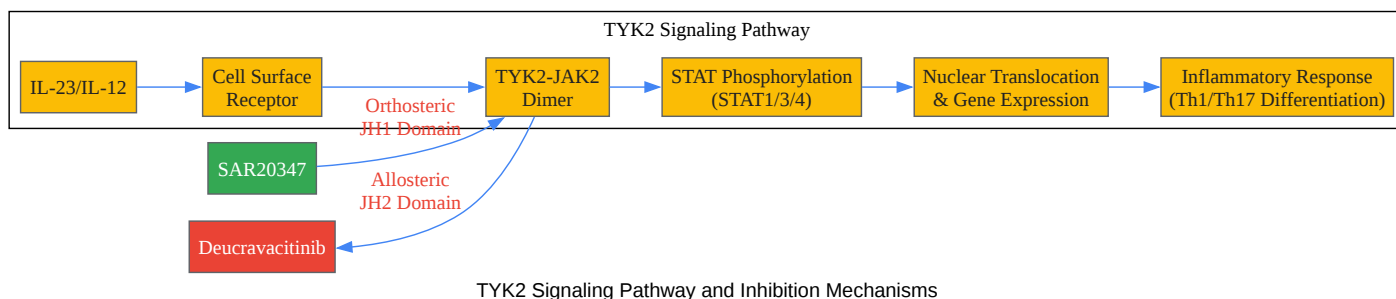 TYK2 Signaling Pathway
IL-23/IL-12
Cell Surface
Receptor
TYK2-JAK2
Dimer
STAT Phosphorylation
(STAT1/3/4)
Nuclear Translocation
& Gene Expression
Inflammatory Response
(Th1/Th17 Differentiation)
Orthosteric
JH1 Domain
SAR20347
Allosteric
JH2 Domain
Deucravacitinib
TYK2 Signaling Pathway and Inhibition Mechanisms